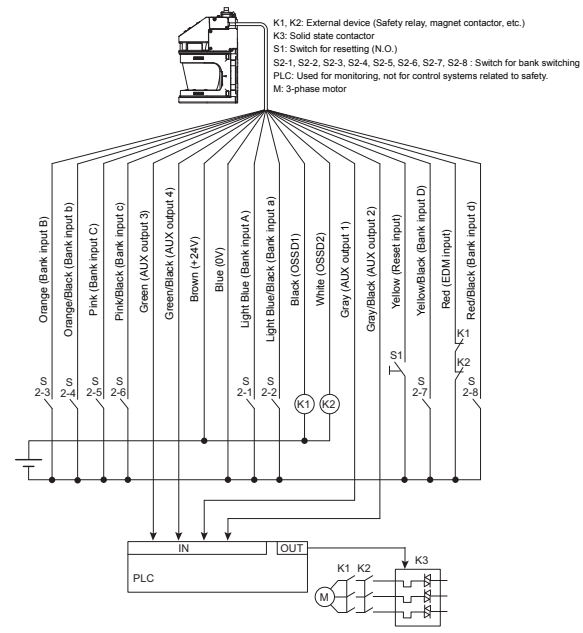 K1, K2: External device (Safety relay, magnet contactor, etc.)
K3: Solid state contactor
S1: Switch for resetting (N.O.)
S2-1, S2-2, S2-3, S2-4, S2-5, S2-6, S2-7, S2-8 : Switch for bank switching
PLC: Used for monitoring, not for control systems related to safety.
M: 3-phase motor
Orange (Bank input B)
Orange/Black (Bank input b)
Pink (Bank input C)
Pink/Black (Bank input c)
Green (AUX output 3)
Green/Black (AUX output 4)
Brown (+24V)
Blue (0V)
Light Blue (Bank input A)
Light Blue/Black (Bank input a)
Black (OSSD1)
White (OSSD2)
Gray (AUX output 1)
Gray/Black (AUX output 2)
Yellow (Reset input)
Yellow/Black (Bank input D)
Red (EDM input)
Red/Black (Bank input d)
K1
S1
K2
S
2-3
S
2-4
S
2-5
S
2-6
S
2-1
S
2-2
K1
K2
S
2-7
S
2-8
IN
OUT
PLC
K1
K2
K3
M